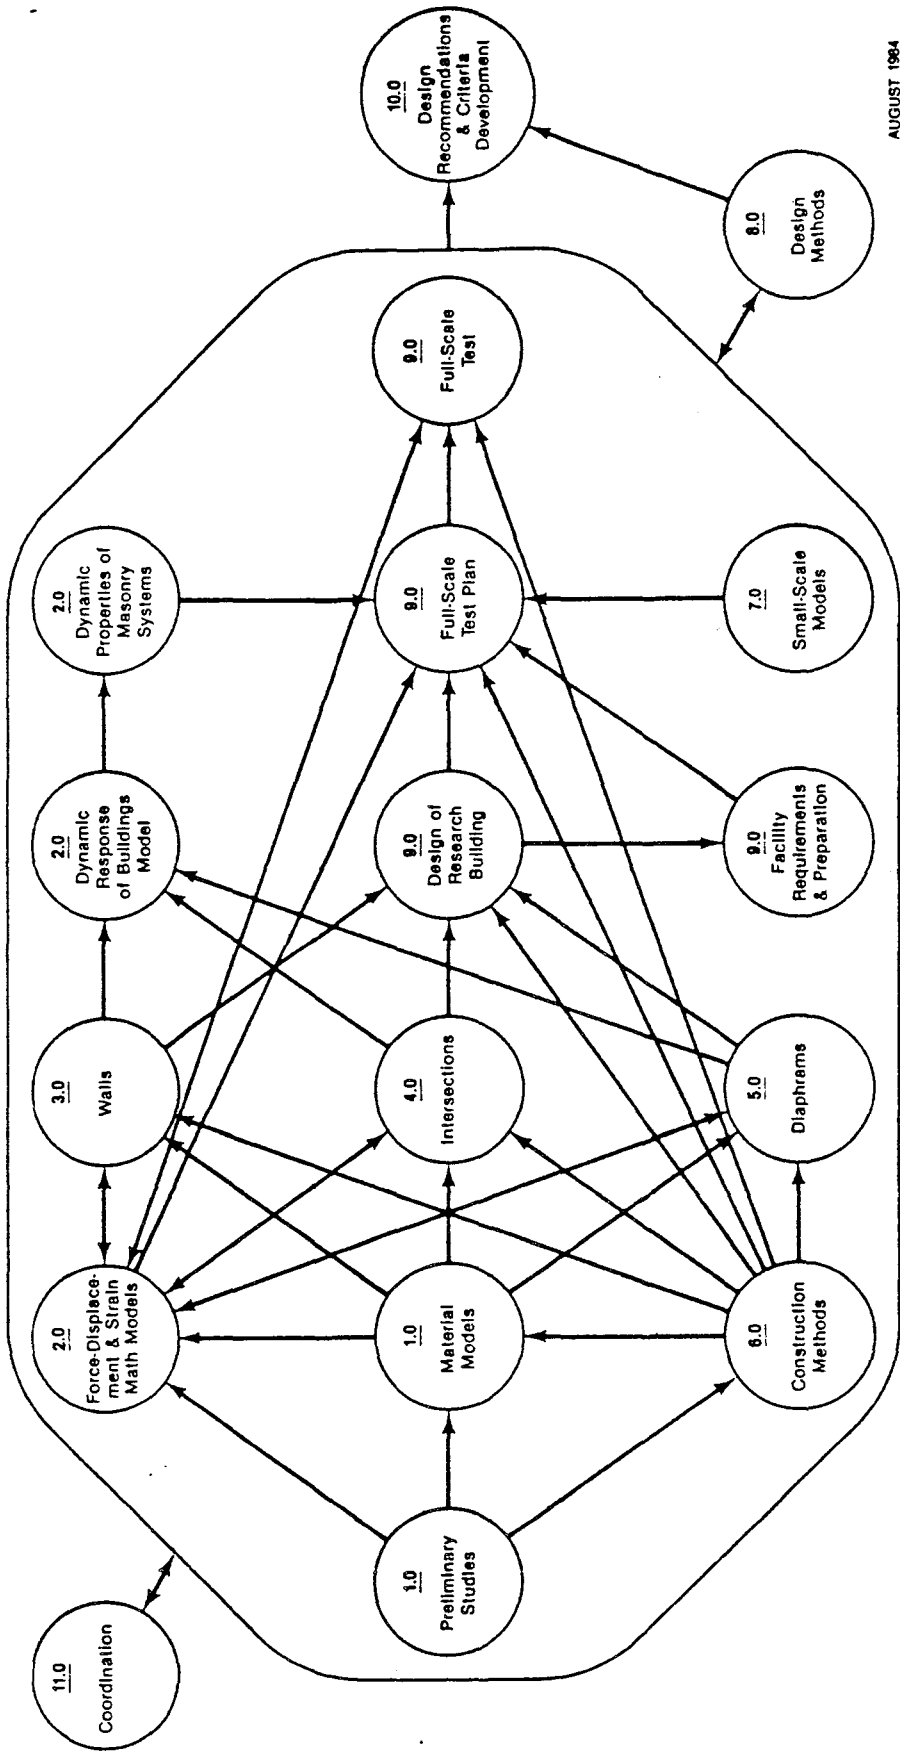 11.0
Coordination
1.0
Preliminary
Studies
2.0
Force-Displace-
ment & Strain
Math Models
1.0
Material
Models
6.0
Construction
Methods
3.0
Walls
4.0
Intersections
5.0
Diaphrams
2.0
Dynamic
Response
of Buildings
Model
9.0
Design of
Research
Building
9.0
Facility
Requirements
& Preparation
2.0
Dynamic
Properties of
Masonry
Systems
9.0
Full-Scale
Test Plan
7.0
Small-Scale
Models
9.0
Full-Scale
Test
8.0
Design
Methods
10.0
Design
Recommendations
& Criteria
Development
AUGUST 1984